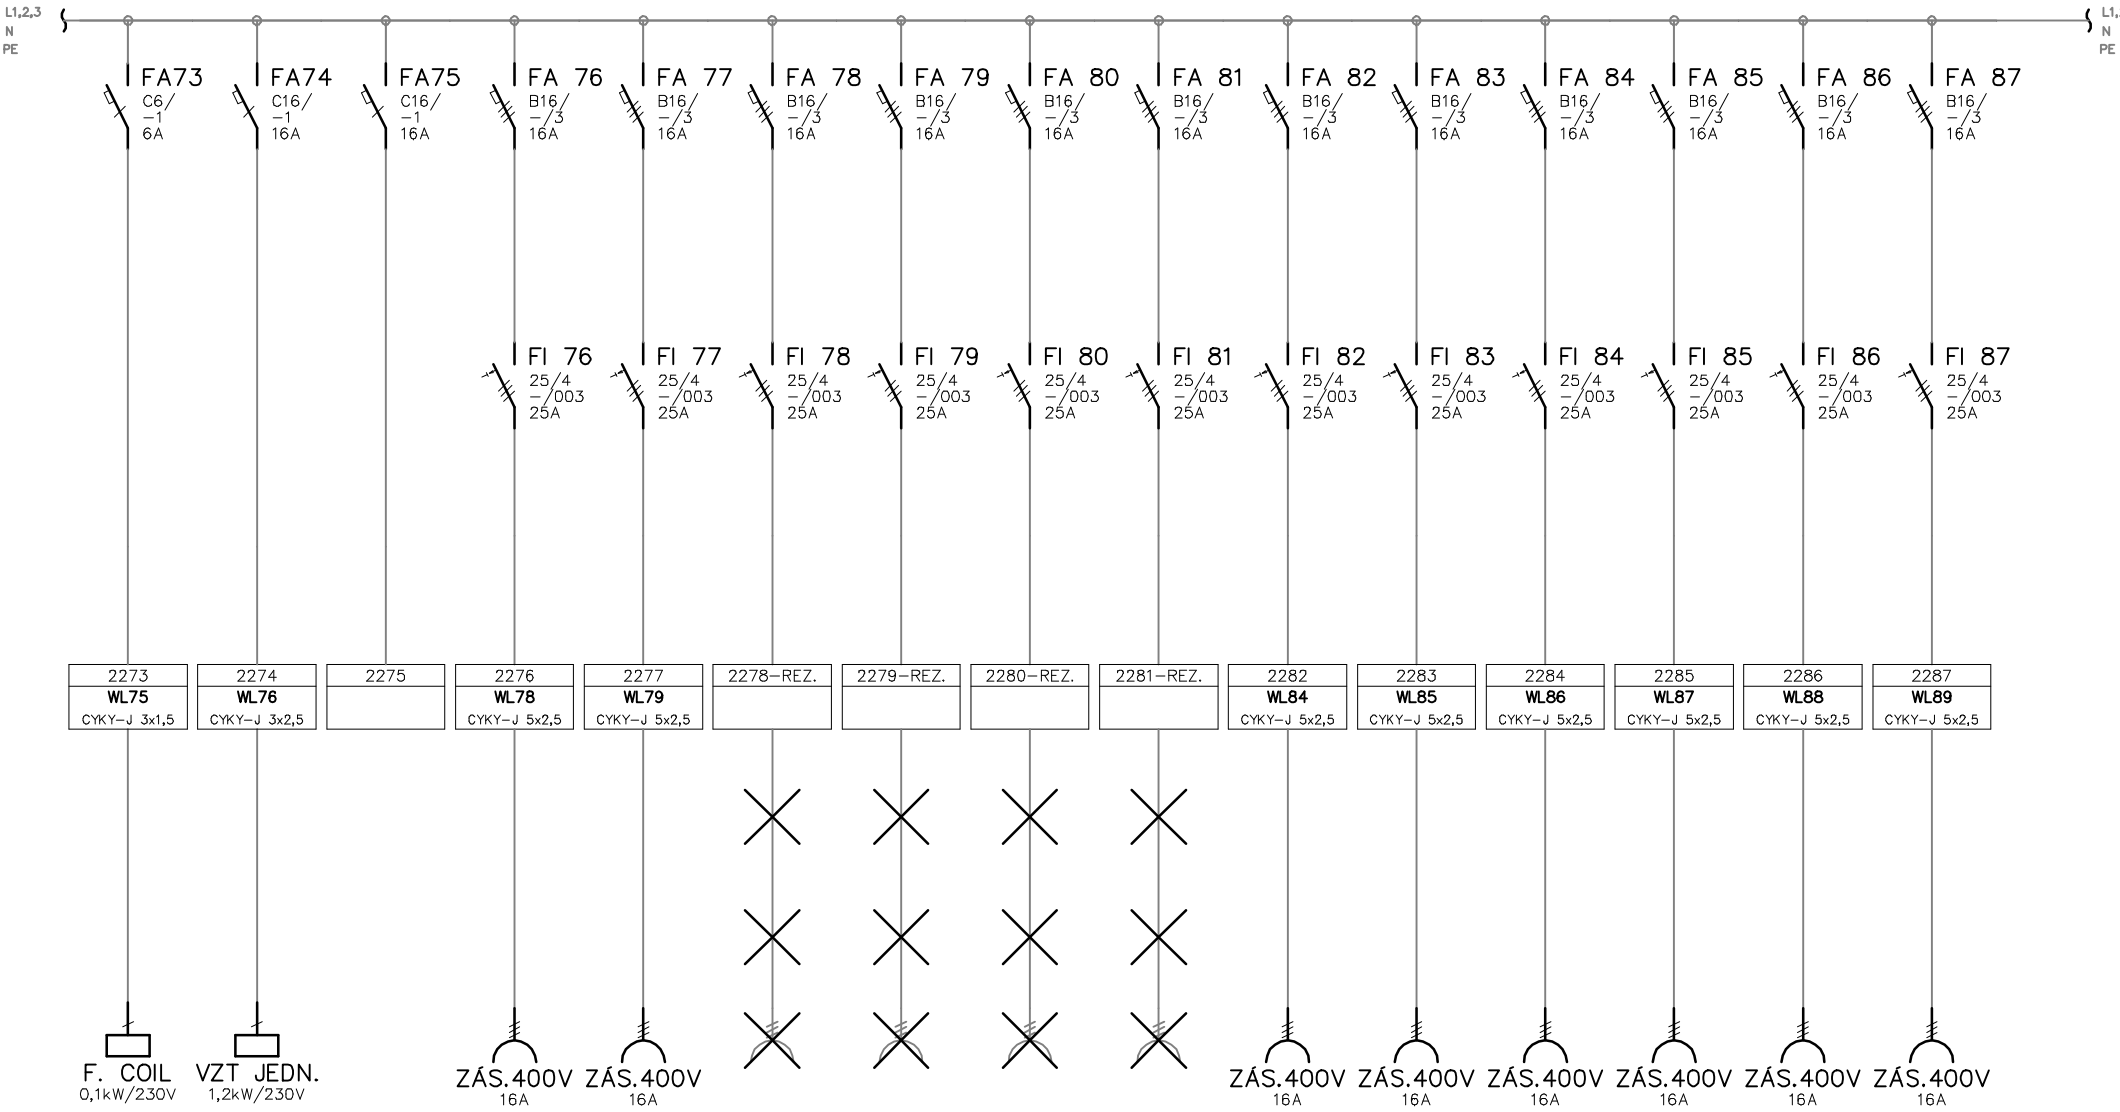 L1,2,3
N
PE
L1,
N
PE
FA73
C6/
-1
6A
FA74
C16/
-1
16A
FA75
C16/
-1
16A
FA 76
B16/
-/3
16A
FA 77
B16/
-/3
16A
FA 78
B16/
-/3
16A
FA 79
B16/
-/3
16A
FA 80
B16/
-/3
16A
FA 81
B16/
-/3
16A
FA 82
B16/
-/3
16A
FA 83
B16/
-/3
16A
FA 84
B16/
-/3
16A
FA 85
B16/
-/3
16A
FA 86
B16/
-/3
16A
FA 87
B16/
-/3
16A
FI 76
25/4
-/003
25A
FI 77
25/4
-/003
25A
FI 78
25/4
-/003
25A
FI 79
25/4
-/003
25A
FI 80
25/4
-/003
25A
FI 81
25/4
-/003
25A
FI 82
25/4
-/003
25A
FI 83
25/4
-/003
25A
FI 84
25/4
-/003
25A
FI 85
25/4
-/003
25A
FI 86
25/4
-/003
25A
FI 87
25/4
-/003
25A
2273
WL75
CYKY-J 3x1,5
2274
WL76
CYKY-J 3x2,5
2275
2276
WL78
CYKY-J 5x2,5
2277
WL79
CYKY-J 5x2,5
2278-REZ.
2279-REZ.
2280-REZ.
2281-REZ.
2282
WL84
CYKY-J 5x2,5
2283
WL85
CYKY-J 5x2,5
2284
WL86
CYKY-J 5x2,5
2285
WL87
CYKY-J 5x2,5
2286
WL88
CYKY-J 5x2,5
2287
WL89
CYKY-J 5x2,5
F. COIL
0,1kW/230V
VZT JEDN.
1,2kW/230V
ZÁS.400V
16A
ZÁS.400V
16A
ZÁS.400V
16A
ZÁS.400V
16A
ZÁS.400V
16A
ZÁS.400V
16A
ZÁS.400V
16A
ZÁS.400V
16A